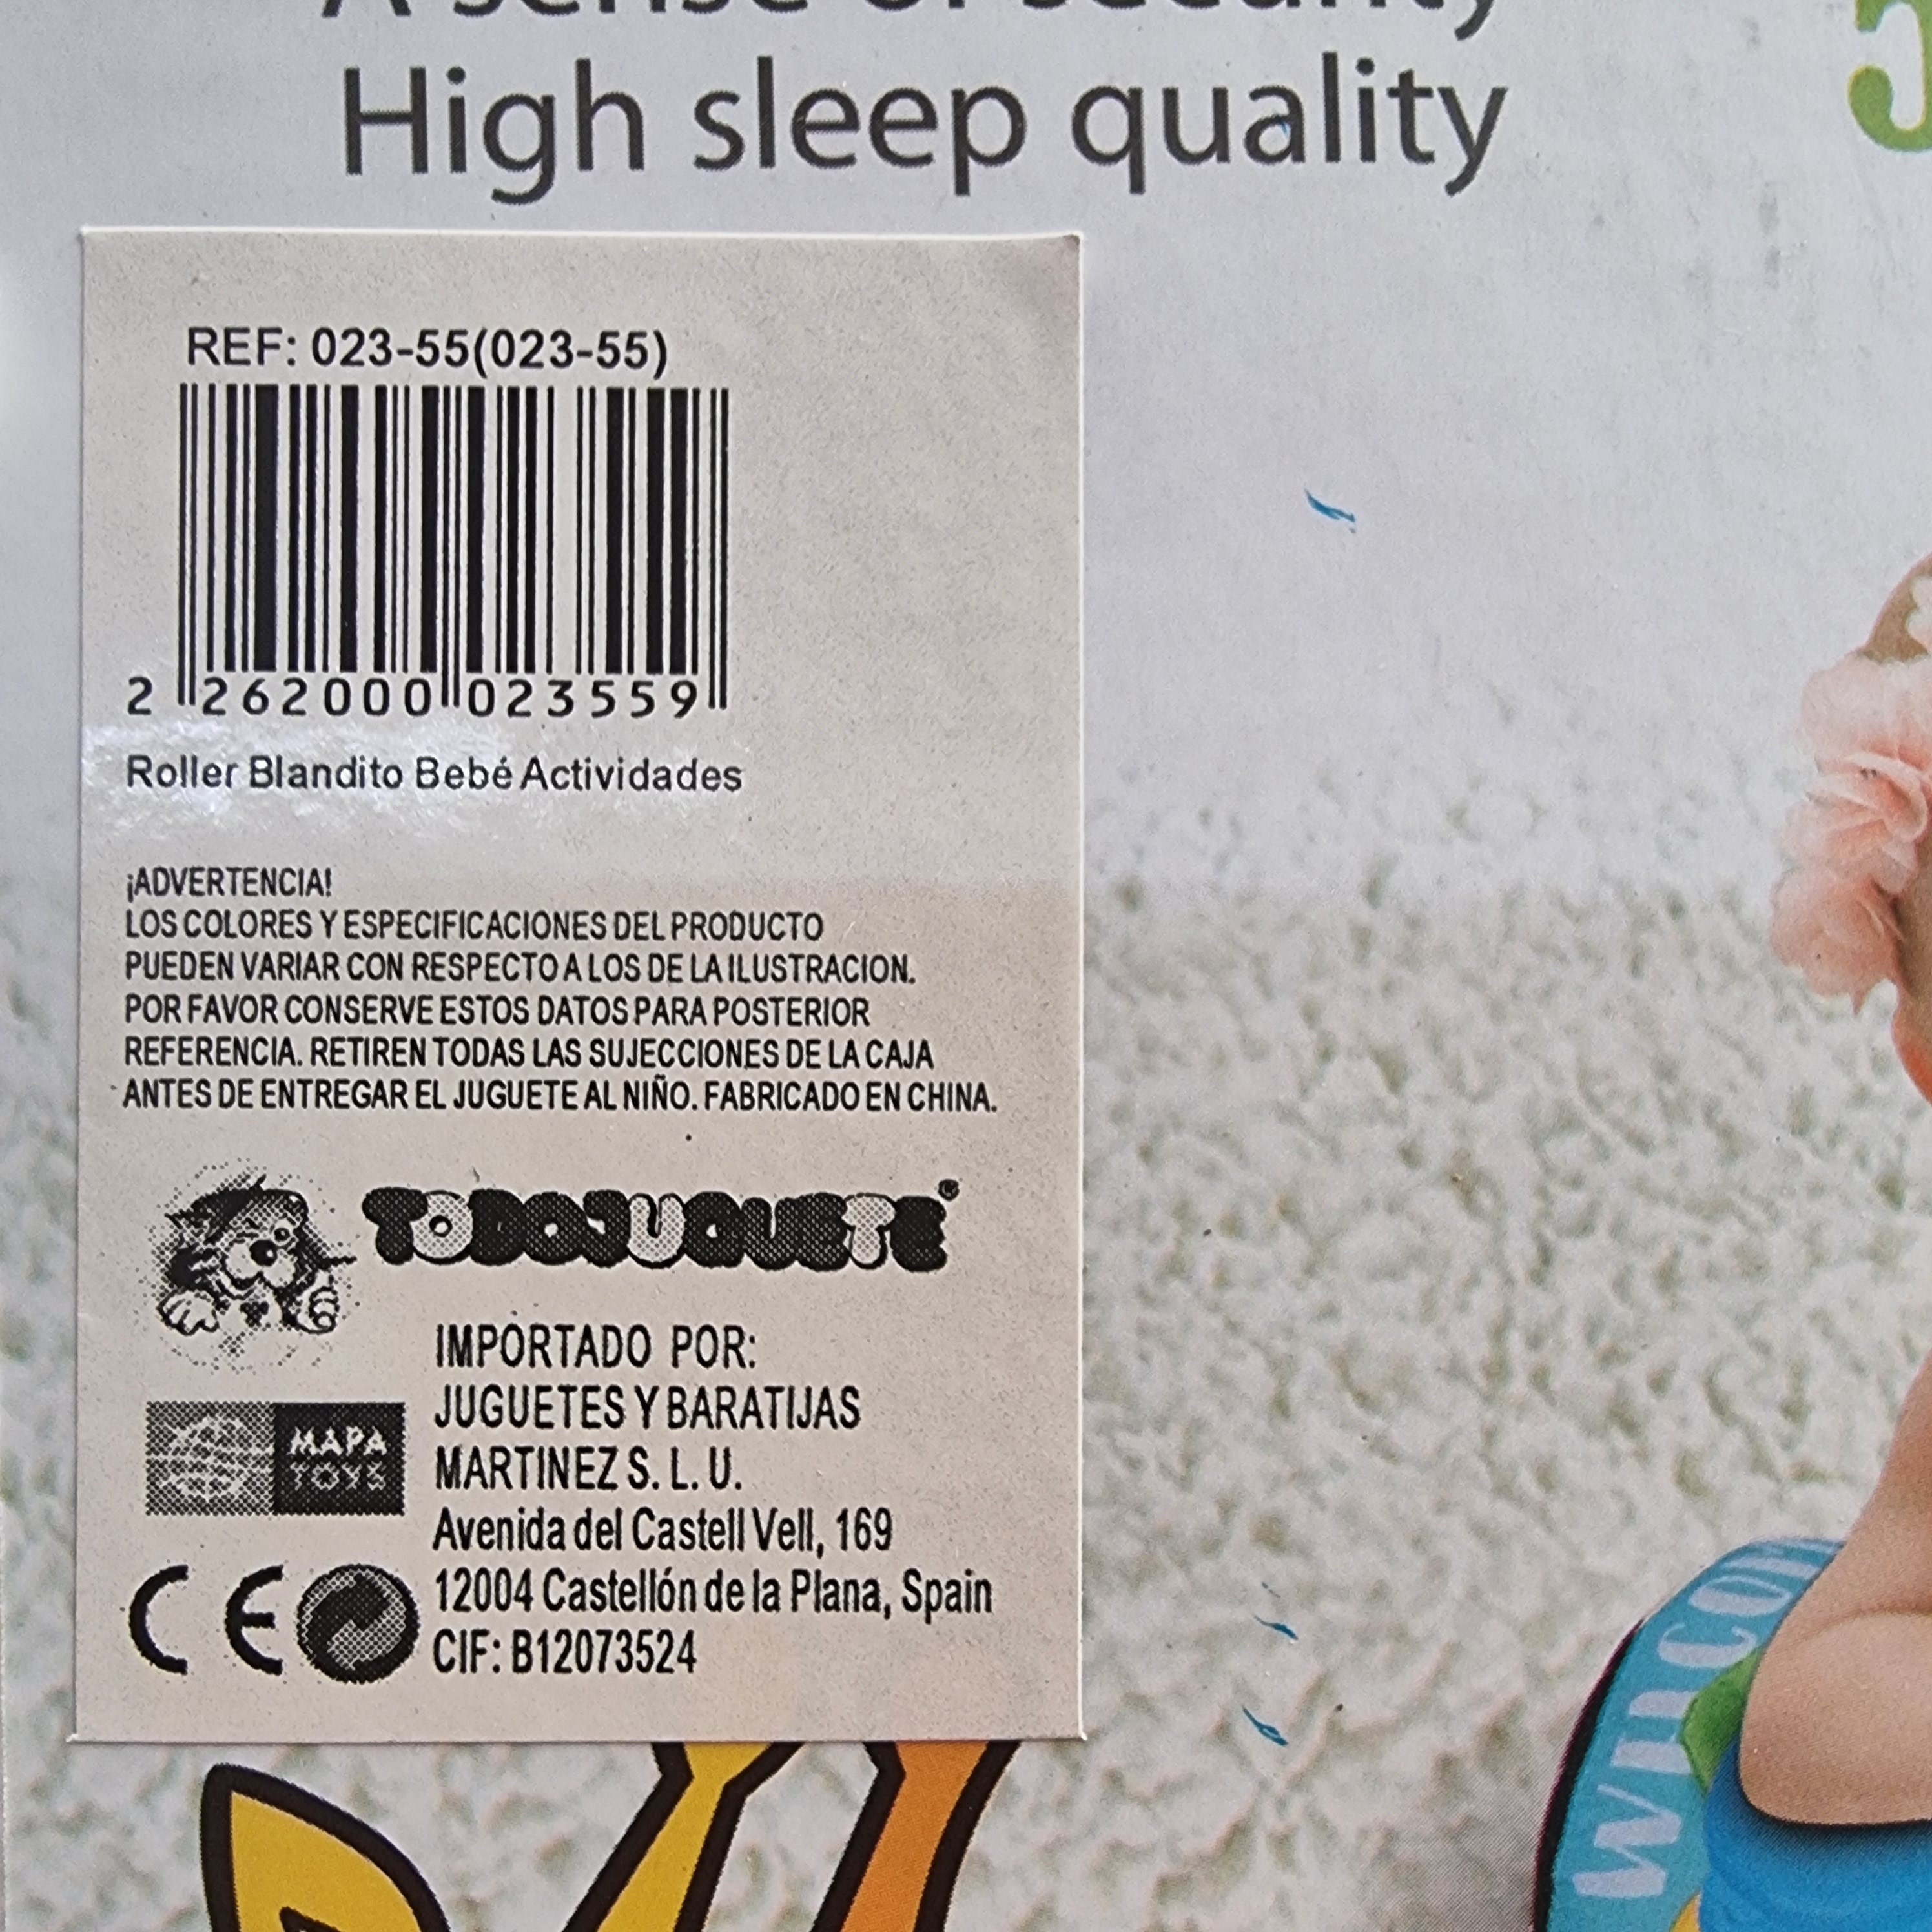 A sense of security
High sleep quality
REF: 023-55(023-55)
2 262000 023559
Roller Blandito Bebé Actividades
¡ADVERTENCIA!
LOS COLORES Y ESPECIFICACIONES DEL PRODUCTO
PUEDEN VARIAR CON RESPECTO A LOS DE LA ILUSTRACION.
POR FAVOR CONSERVE ESTOS DATOS PARA POSTERIOR
REFERENCIA. RETIREN TODAS LAS SUJECCIONES DE LA CAJA
ANTES DE ENTREGAR EL JUGUETE AL NIÑO. FABRICADO EN CHINA.
TODOJUGUETE®
MAPA
TOYS
IMPORTADO POR:
JUGUETES Y BARATIJAS
MARTINEZ S. L. U.
Avenida del Castell Vell, 169
12004 Castellón de la Plana, Spain
CIF: B12073524
CE